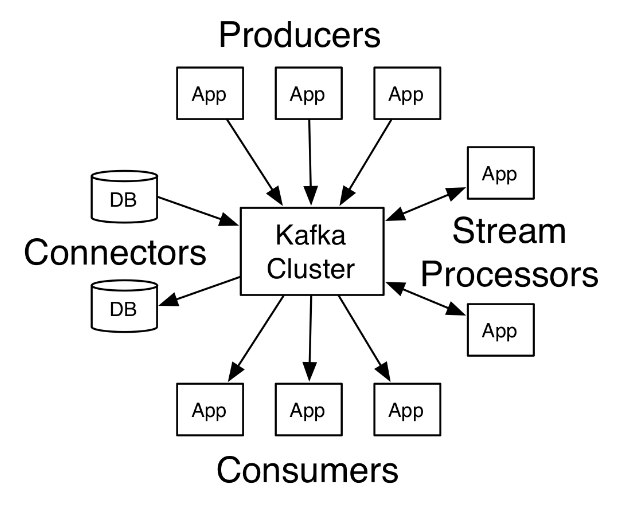 Producers
App
App
App
DB
App
Kafka
Cluster
Connectors
Stream
Processors
DB
App
App
App
App
Consumers